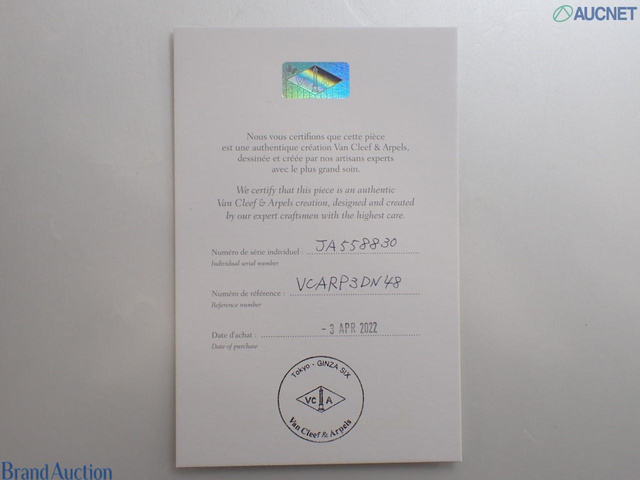 AUCNET
VC A
Nous vous certifions que cette pièce
est une authentique création Van Cleef & Arpels,
dessinée et créée par nos artisans experts
avec le plus grand soin.
We certify that this piece is an authentic
Van Cleef & Arpels creation, designed and created
by our expert craftsmen with the highest care.
Numéro de série individuel : JA558830
Individual serial number
Numéro de référence : VCARP3DN48
Reference number
Date d'achat : -3 APR 2022
Date of purchase
Tokyo - GINZA SIX
VC A
Van Cleef & Arpels
Brand Auction